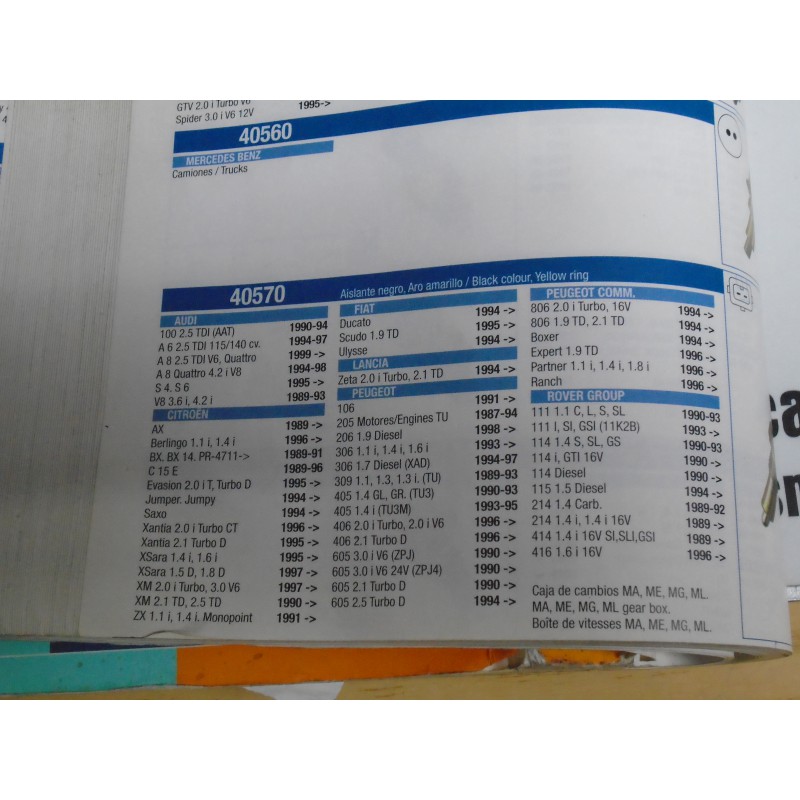 GTV 2.0 i Turbo V6
Spider 3.0 i V6 12V 1995->
40560
MERCEDES BENZ
Camiones / Trucks
40570 Aislante negro, Aro amarillo / Black colour, Yellow ring
AUDI
100 2.5 TDI (AAT) 1990-94
A 6 2.5 TDI 115/140 cv. 1994-97
A 8 2.5 TDI V6, Quattro 1999 ->
A 8 Quattro 4.2 i V8 1994-98
S 4. S 6 1995 ->
V8 3.6 i, 4.2 i 1989-93
CITROËN
AX 1989 ->
Berlingo 1.1 i, 1.4 i 1996 ->
BX. BX 14. PR-4711-> 1989-91
C 15 E 1989-96
Evasion 2.0 i T, Turbo D 1995 ->
Jumper. Jumpy 1994 ->
Saxo 1994 ->
Xantia 2.0 i Turbo CT 1996 ->
Xantia 2.1 Turbo D 1995 ->
XSara 1.4 i, 1.6 i 1995 ->
XSara 1.5 D, 1.8 D 1997 ->
XM 2.0 i Turbo, 3.0 V6 1997 ->
XM 2.1 TD, 2.5 TD 1990 ->
ZX 1.1 i, 1.4 i. Monopoint 1991 ->
FIAT
Ducato 1994 ->
Scudo 1.9 TD 1995 ->
Ulysse 1994 ->
LANCIA
Zeta 2.0 i Turbo, 2.1 TD 1994 ->
PEUGEOT
106 1991 ->
205 Motores/Engines TU 1987-94
206 1.9 Diesel 1998 ->
306 1.1 i, 1.4 i, 1.6 i 1993 ->
306 1.7 Diesel (XAD) 1994-97
309 1.1, 1.3, 1.3 i. (TU) 1989-93
405 1.4 GL, GR. (TU3) 1990-93
405 1.4 i (TU3M) 1993-95
406 2.0 i Turbo, 2.0 i V6 1996 ->
406 2.1 Turbo D 1996 ->
605 3.0 i V6 (ZPJ) 1990 ->
605 3.0 i V6 24V (ZPJ4) 1990 ->
605 2.1 Turbo D 1990 ->
605 2.5 Turbo D 1994 ->
PEUGEOT COMM.
806 2.0 i Turbo, 16V 1994 ->
806 1.9 TD, 2.1 TD 1994 ->
Boxer 1994 ->
Expert 1.9 TD 1996 ->
Partner 1.1 i, 1.4 i, 1.8 i 1996 ->
Ranch 1996 ->
ROVER GROUP
111 1.1 C, L, S, SL 1990-93
111 I, SI, GSI (11K2B) 1993 ->
114 1.4 S, SL, GS 1990-93
114 i, GTI 16V 1990 ->
114 Diesel 1990 ->
115 1.5 Diesel 1994 ->
214 1.4 Carb. 1989-92
214 1.4 i, 1.4 i 16V 1989 ->
414 1.4 i 16V SI,SLI,GSI 1989 ->
416 1.6 i 16V 1996 ->
Caja de cambios MA, ME, MG, ML.
MA, ME, MG, ML gear box.
Boîte de vitesses MA, ME, MG, ML.